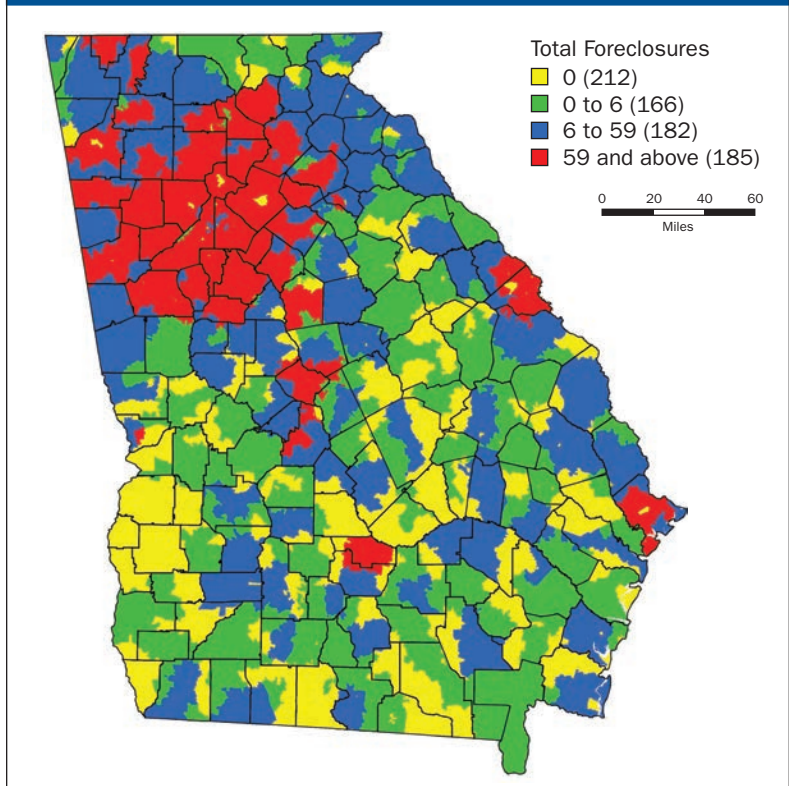 Total Foreclosures
0 (212)
0 to 6 (166)
6 to 59 (182)
59 and above (185)
0 20 40 60
Miles